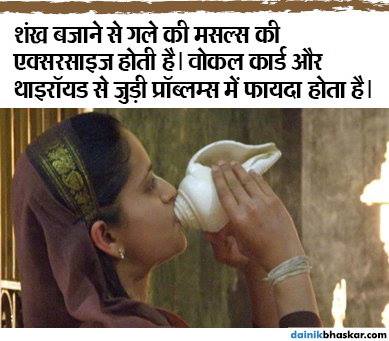 शंख बजाने से गले की मसल्स की
एक्सरसाइज होती है। वोकल कार्ड और
थाइरॉयड से जुड़ी प्रॉब्लम्स में फायदा होता है।
dainikbhaskar.com